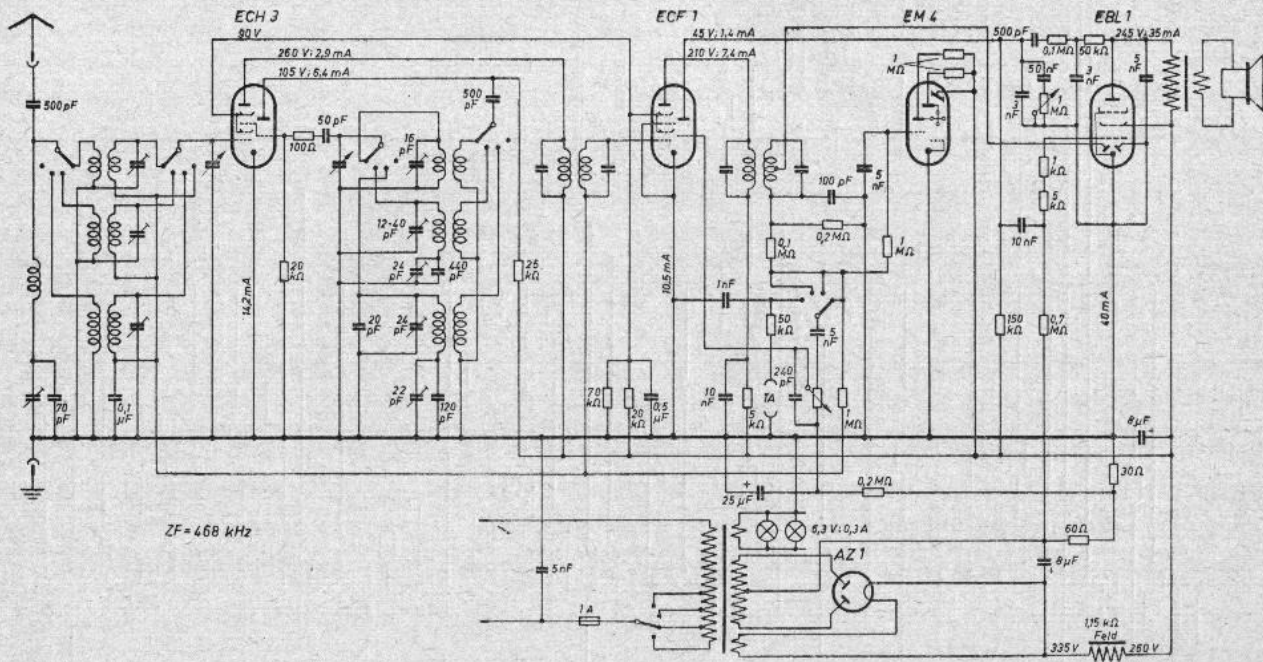 ECH 3
ECF 1
EM 4
EBL 1
90V
260 V; 2,9 mA
105 V; 6,4 mA
45 V; 1,4 mA
210 V; 7,4 mA
245 V; 35 mA
500 pF
0,1 MΩ
50 kΩ
1 MΩ
50 nF
3 nF
5 nF
3 nF
1 MΩ
500 pF
500 pF
50 pF
100 Ω
16 pF
100 pF
5 nF
1 kΩ
5 kΩ
12-40 pF
0,2 MΩ
0,1 MΩ
1 MΩ
10 nF
20 kΩ
14,2 mA
24 pF
440 pF
25 kΩ
10,5 mA
1 nF
40 mA
20 pF
24 pF
50 kΩ
5 nF
150 kΩ
0,7 MΩ
70 pF
0,1 µF
22 pF
120 pF
70 kΩ
20 kΩ
0,5 µF
10 nF
5 kΩ
TA
240 pF
1 MΩ
8 µF
+
30 Ω
+
25 µF
0,2 MΩ
ZF = 468 kHz
6,3 V; 0,3 A
60 Ω
AZ 1
5 nF
8 µF
+
1 A
1,15 kΩ
Feld
335 V
260 V